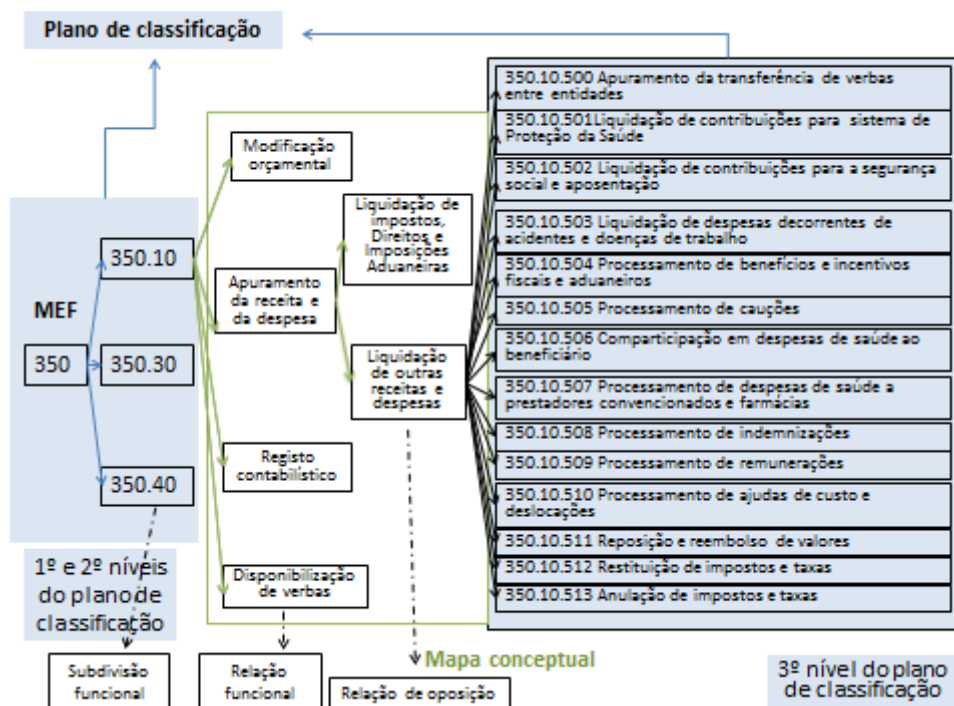 Plano de classificação
MEF
350
350.10
350.30
350.40
1º e 2º níveis
do plano de
classificação
Modificação
orçamental
Apuramento
da receita e
da despesa
Registo
contabilístico
Disponibilização
de verbas
Liquidação de
impostos,
Direitos e
Imposições
Aduaneiras
Liquidação
de outras
receitas e
despesas
350.10.500 Apuramento da transferência de verbas
entre entidades
350.10.501Liquidação de contribuições para sistema de
Proteção da Saúde
350.10.502 Liquidação de contribuições para a segurança
social e aposentação
350.10.503 Liquidação de despesas decorrentes de
acidentes e doenças de trabalho
350.10.504 Processamento de benefícios e incentivos
fiscais e aduaneiros
350.10.505 Processamento de cauções
350.10.506 Comparticipação em despesas de saúde ao
beneficiário
350.10.507 Processamento de despesas de saúde a
prestadores convencionados e farmácias
350.10.508 Processamento de indemnizações
350.10.509 Processamento de remunerações
350.10.510 Processamento de ajudas de custo e
deslocações
350.10.511 Reposição e reembolso de valores
350.10.512 Restituição de impostos e taxas
350.10.513 Anulação de impostos e taxas
Subdivisão
funcional
Relação
funcional
Mapa conceptual
Relação de oposição
3º nível do plano
de classificação